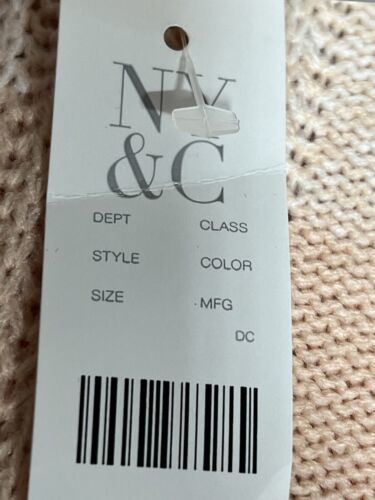 NY
&C
DEPT CLASS
STYLE COLOR
SIZE MFG
DC